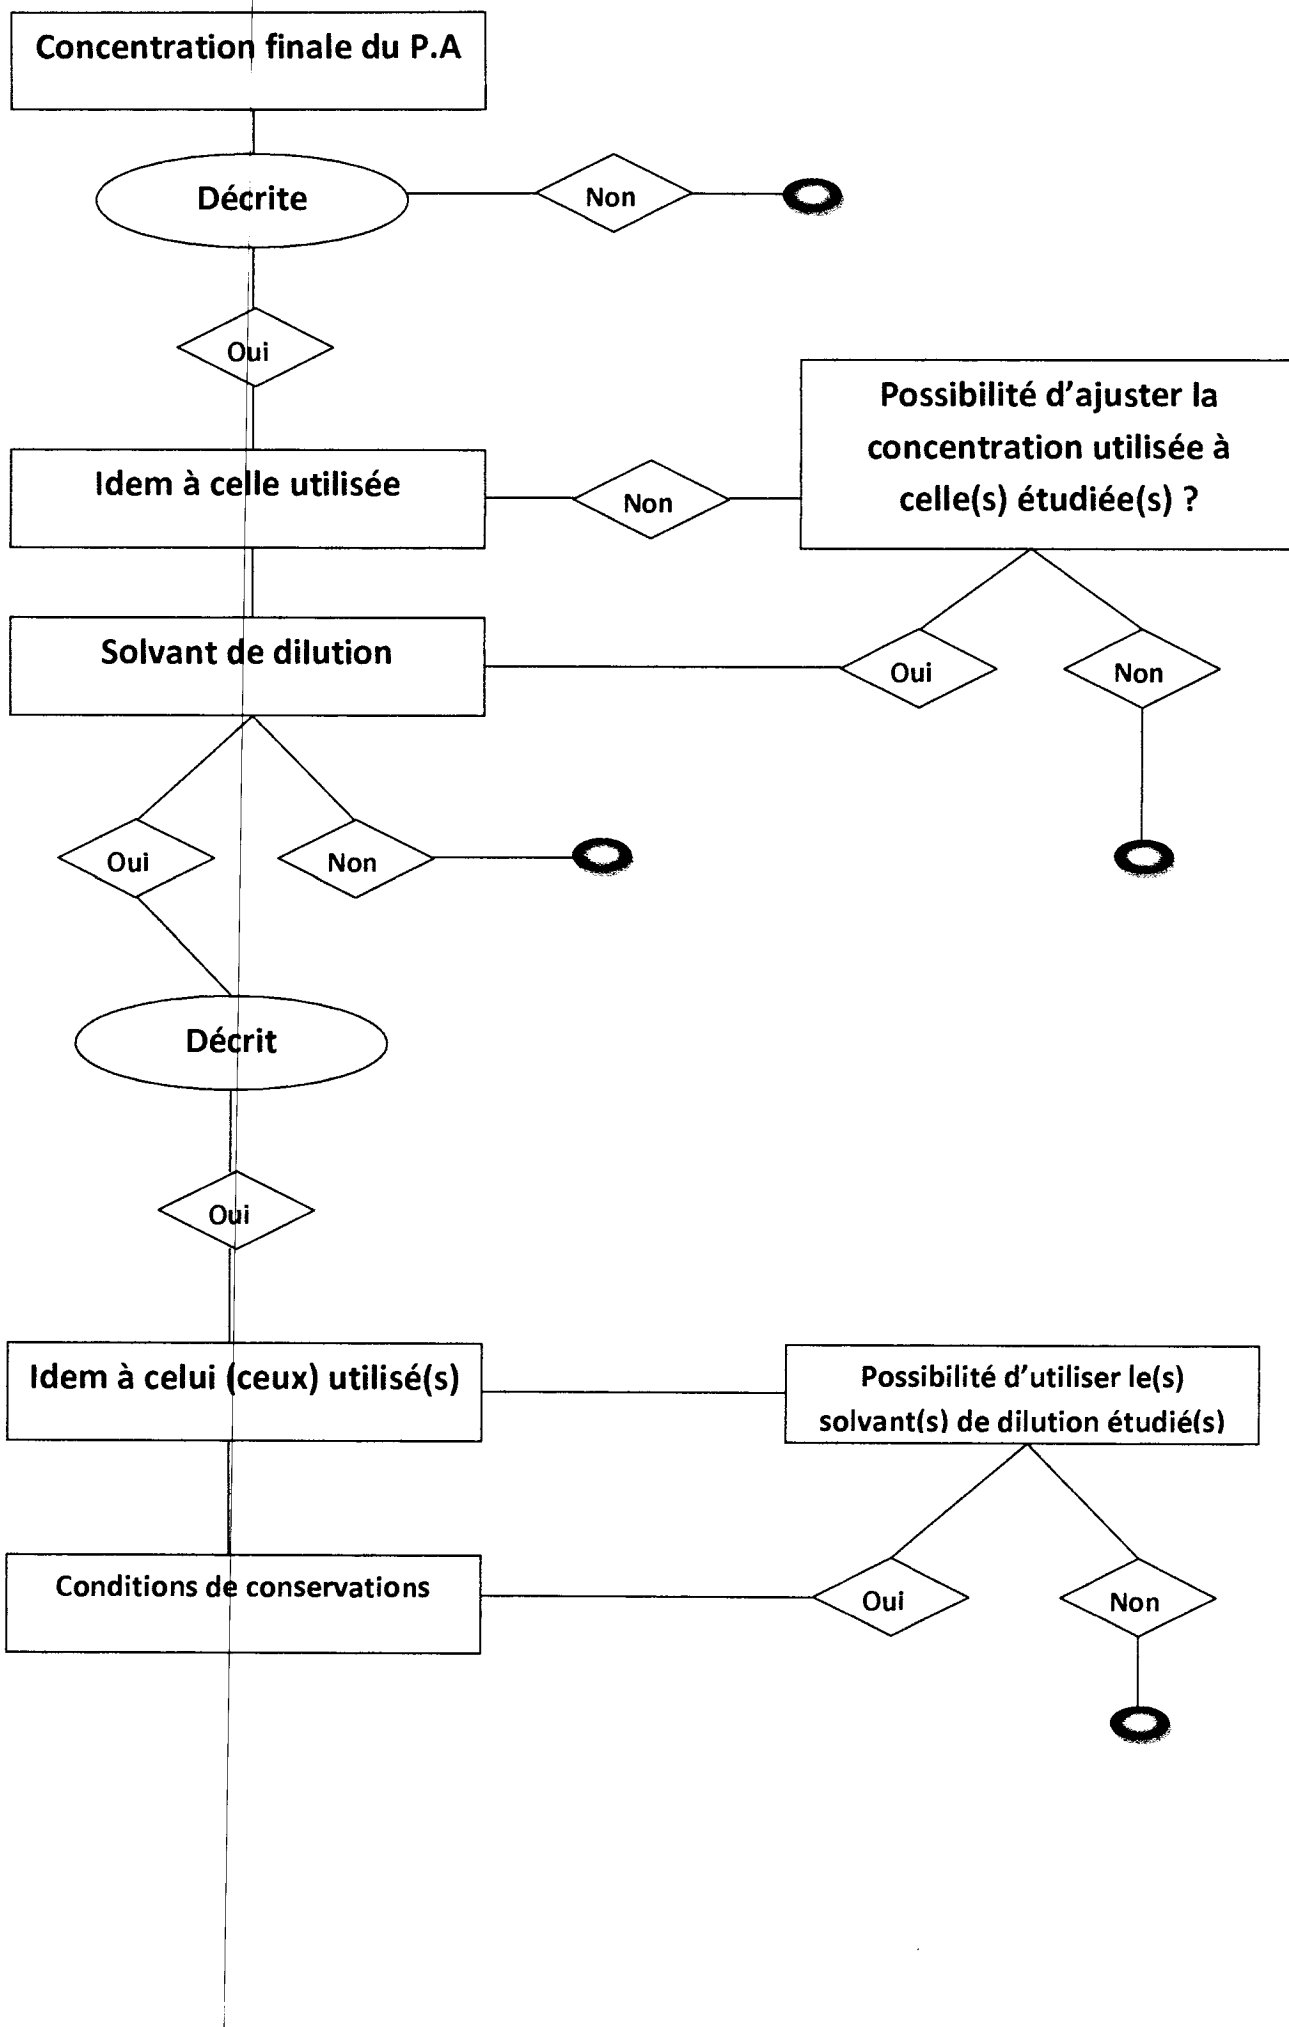 Concentration finale du P.A
Décrite
Non
Oui
Possibilité d'ajuster la
concentration utilisée à
celle(s) étudiée(s) ?
Idem à celle utilisée
Non
Solvant de dilution
Oui
Non
Oui
Non
Décrit
Oui
Idem à celui (ceux) utilisé(s)
Possibilité d'utiliser le(s)
solvant(s) de dilution étudié(s)
Conditions de conservations
Oui
Non